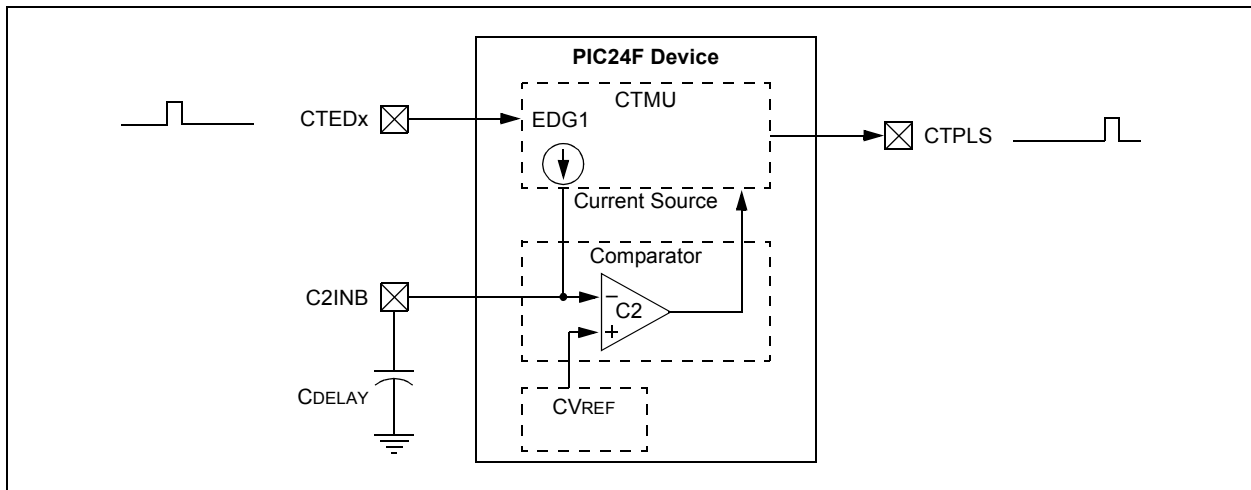 PIC24F Device
CTMU
CTEDx
EDG1
CTPLS
Current Source
Comparator
C2INB
−
C2
+
CDELAY
CVREF